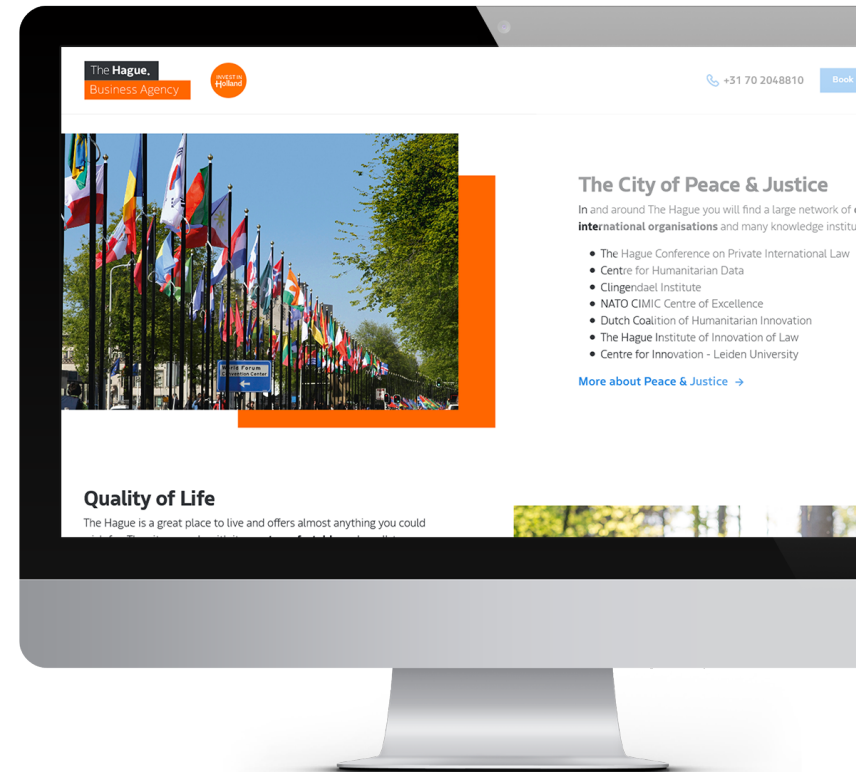 The Hague.
Business Agency
INVEST IN
Holland
+31 70 2048810
Book
The City of Peace & Justice
In and around The Hague you will find a large network of
international organisations and many knowledge institu
The Hague Conference on Private International Law
Centre for Humanitarian Data
Clingendael Institute
NATO CIMIC Centre of Excellence
Dutch Coalition of Humanitarian Innovation
The Hague Institute of Innovation of Law
Centre for Innovation - Leiden University
More about Peace & Justice →
World Forum
Convention Center
Quality of Life
The Hague is a great place to live and offers almost anything you could